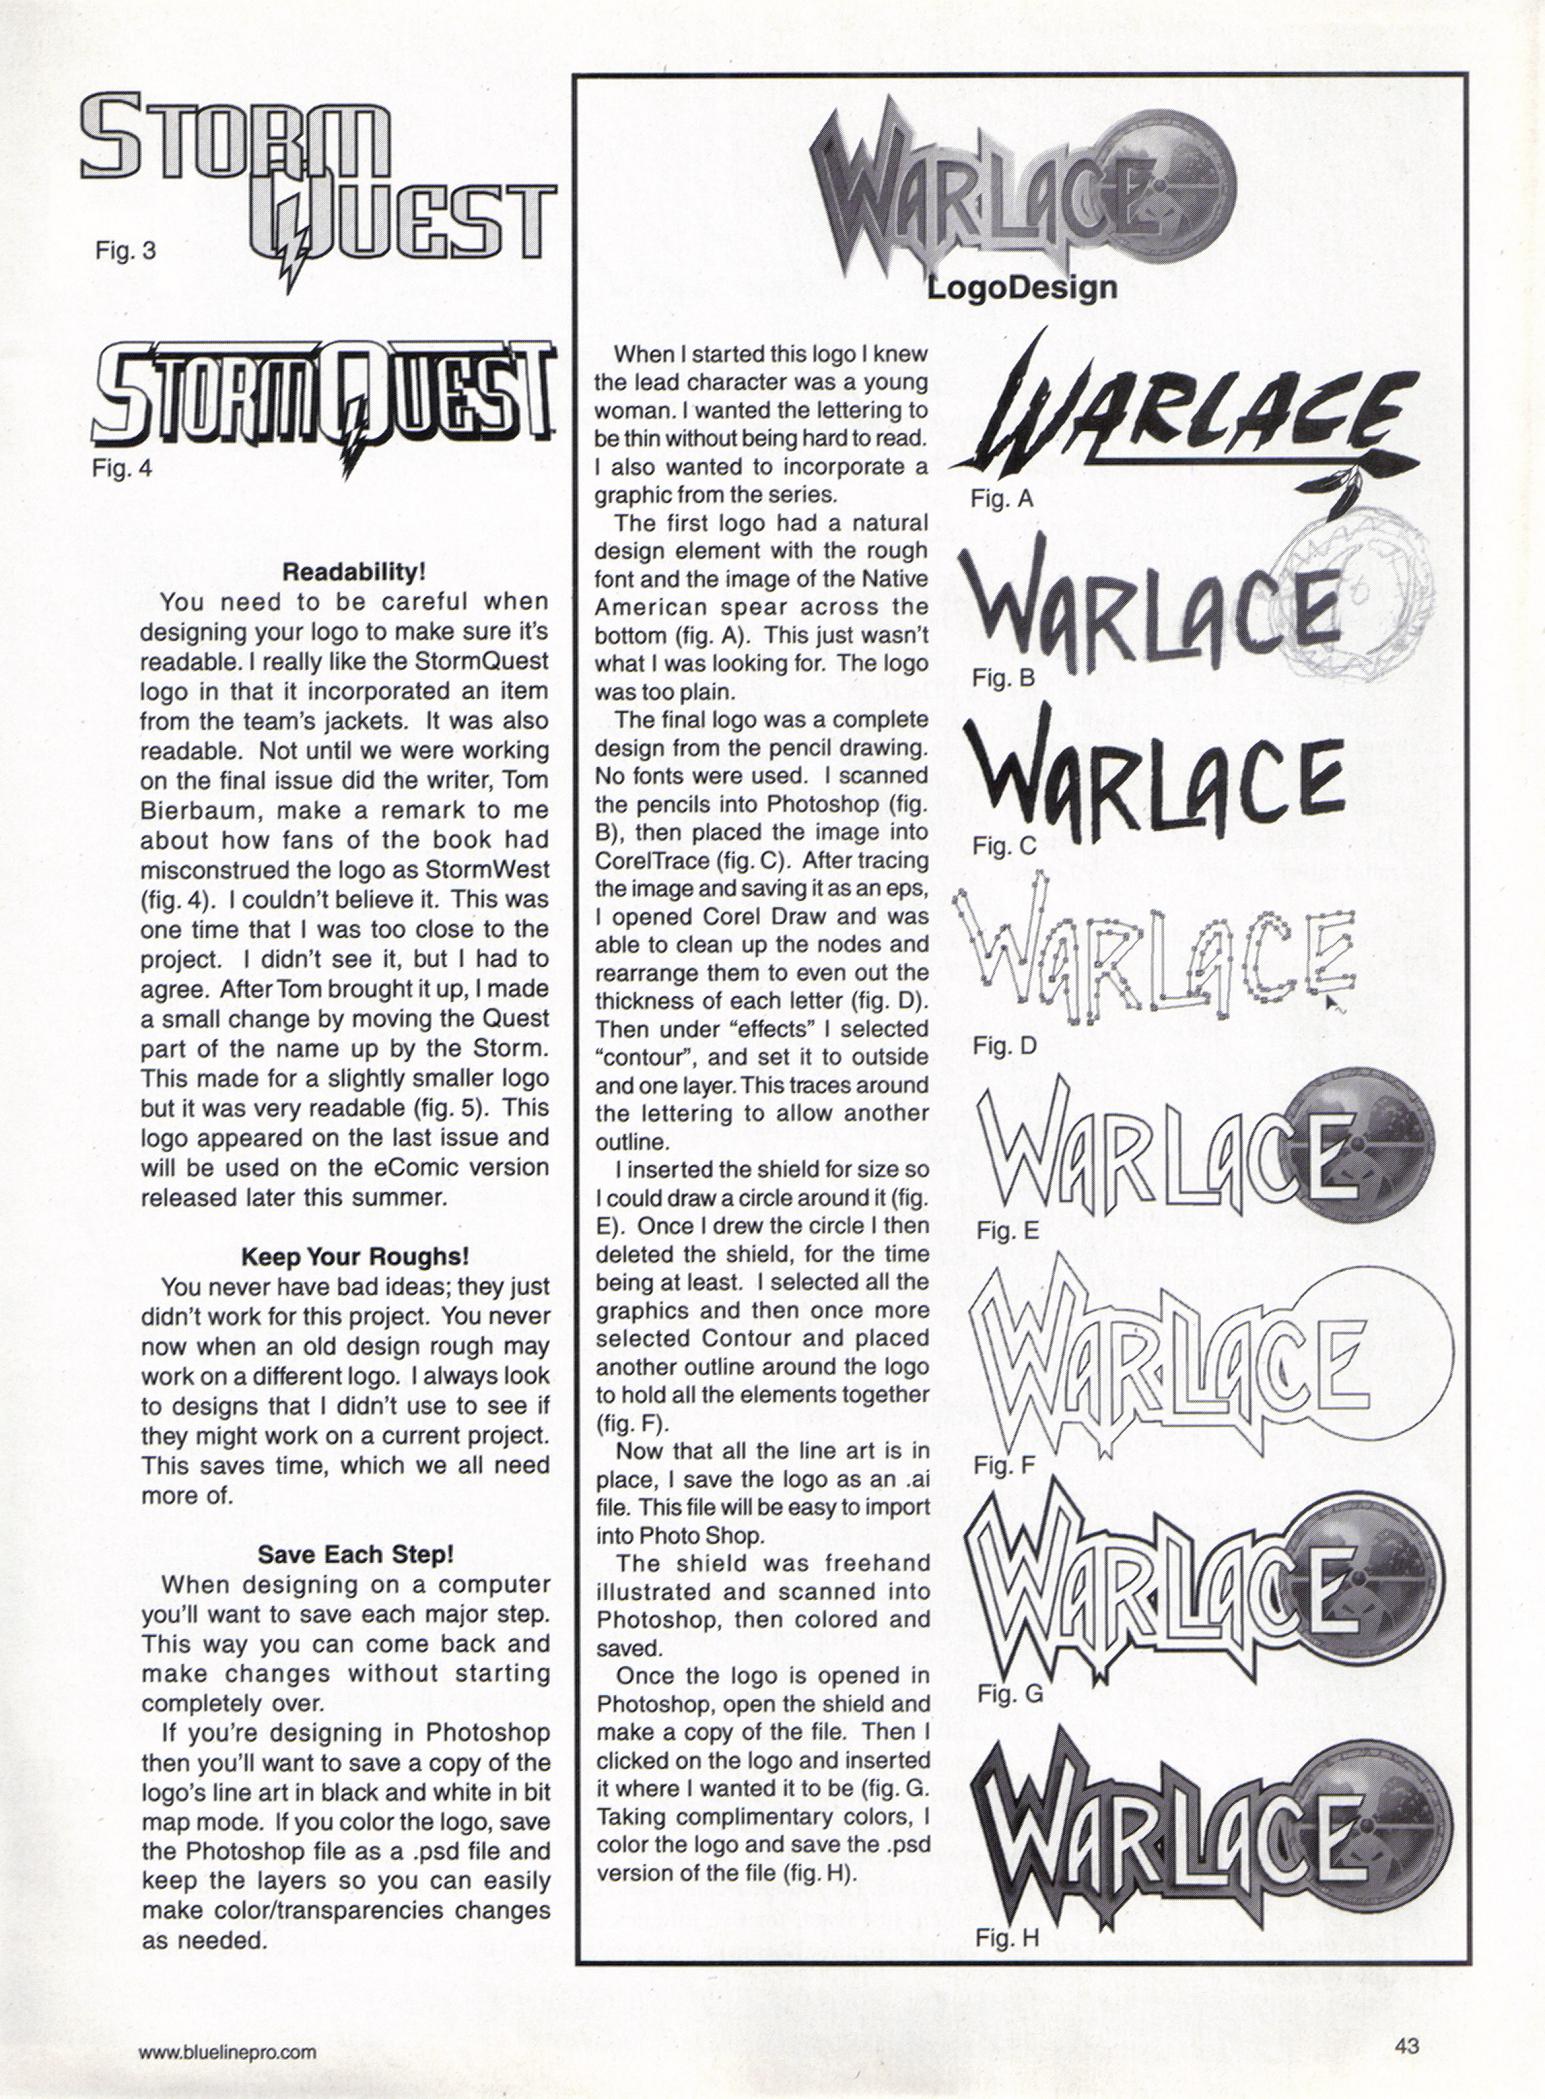 STORM
QUEST
Fig. 3
STORMQUEST
Fig. 4
Readability!
You need to be careful when
designing your logo to make sure it's
readable. I really like the StormQuest
logo in that it incorporated an item
from the team's jackets. It was also
readable. Not until we were working
on the final issue did the writer, Tom
Bierbaum, make a remark to me
about how fans of the book had
misconstrued the logo as StormWest
(fig. 4). I couldn't believe it. This was
one time that I was too close to the
project. I didn't see it, but I had to
agree. After Tom brought it up, I made
a small change by moving the Quest
part of the name up by the Storm.
This made for a slightly smaller logo
but it was very readable (fig. 5). This
logo appeared on the last issue and
will be used on the eComic version
released later this summer.
Keep Your Roughs!
You never have bad ideas; they just
didn't work for this project. You never
now when an old design rough may
work on a different logo. I always look
to designs that I didn't use to see if
they might work on a current project.
This saves time, which we all need
more of.
Save Each Step!
When designing on a computer
you'll want to save each major step.
This way you can come back and
make changes without starting
completely over.
If you're designing in Photoshop
then you'll want to save a copy of the
logo's line art in black and white in bit
map mode. If you color the logo, save
the Photoshop file as a .psd file and
keep the layers so you can easily
make color/transparencies changes
as needed.
WARLACE
LogoDesign
When I started this logo I knew
the lead character was a young
woman. I wanted the lettering to
be thin without being hard to read.
I also wanted to incorporate a
graphic from the series.
The first logo had a natural
design element with the rough
font and the image of the Native
American spear across the
bottom (fig. A). This just wasn't
what I was looking for. The logo
was too plain.
The final logo was a complete
design from the pencil drawing.
No fonts were used. I scanned
the pencils into Photoshop (fig.
B), then placed the image into
CorelTrace (fig. C). After tracing
the image and saving it as an eps,
I opened Corel Draw and was
able to clean up the nodes and
rearrange them to even out the
thickness of each letter (fig. D).
Then under “effects” I selected
“contour”, and set it to outside
and one layer. This traces around
the lettering to allow another
outline.
I inserted the shield for size so
I could draw a circle around it (fig.
E). Once I drew the circle I then
deleted the shield, for the time
being at least. I selected all the
graphics and then once more
selected Contour and placed
another outline around the logo
to hold all the elements together
(fig. F).
Now that all the line art is in
place, I save the logo as an .ai
file. This file will be easy to import
into Photo Shop.
The shield was freehand
illustrated and scanned into
Photoshop, then colored and
saved.
Once the logo is opened in
Photoshop, open the shield and
make a copy of the file. Then I
clicked on the logo and inserted
it where I wanted it to be (fig. G.
Taking complimentary colors, I
color the logo and save the .psd
version of the file (fig. H).
WARLACE
Fig. A
WARLACE
Fig. B
WARLACE
Fig. C
WARLACE
Fig. D
WARLACE
Fig. E
WARLACE
Fig. F
WARLACE
Fig. G
WARLACE
Fig. H
www.bluelinepro.com
43